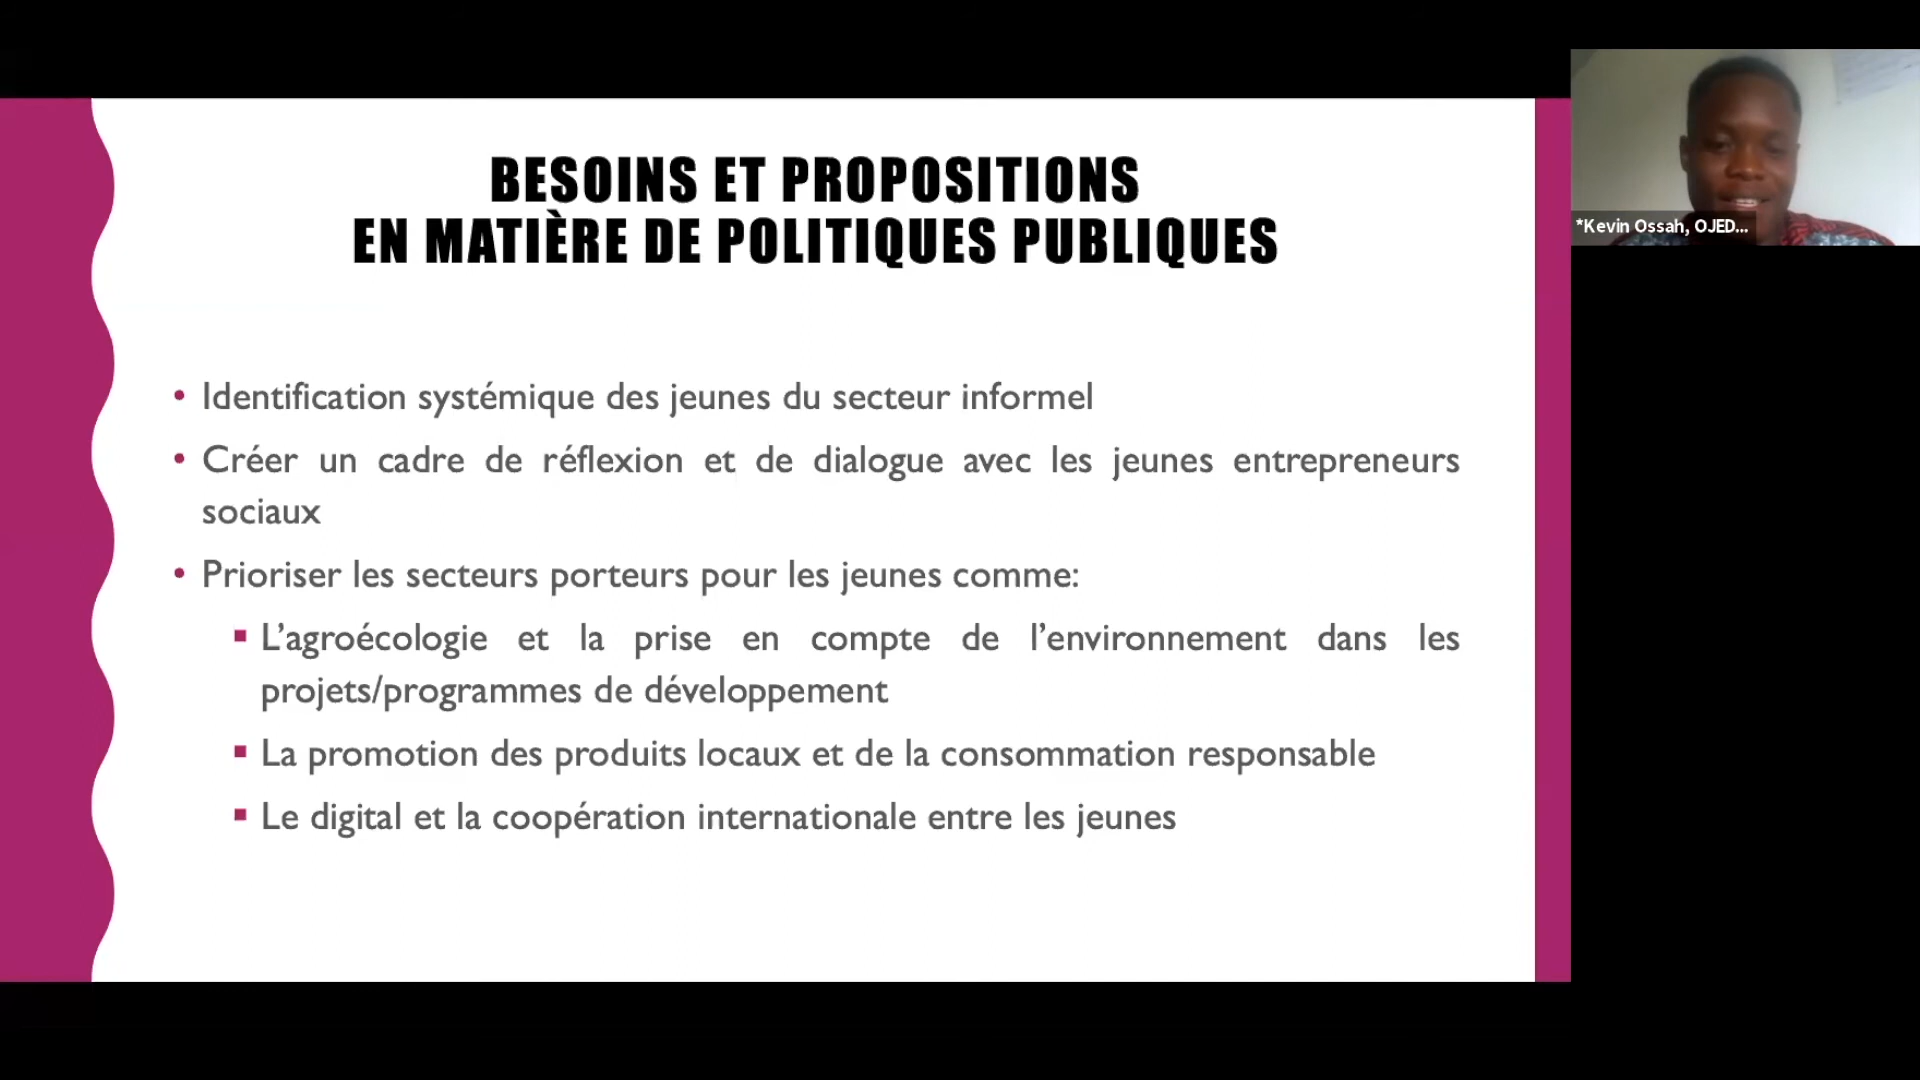 BESOINS ET PROPOSITIONS
EN MATIÈRE DE POLITIQUES PUBLIQUES
*Kevin Ossah, OJED...
• Identification systémique des jeunes du secteur informel
• Créer un cadre de réflexion et de dialogue avec les jeunes entrepreneurs
sociaux
• Prioriser les secteurs porteurs pour les jeunes comme:
▪ L’agroécologie et la prise en compte de l’environnement dans les
projets/programmes de développement
▪ La promotion des produits locaux et de la consommation responsable
▪ Le digital et la coopération internationale entre les jeunes